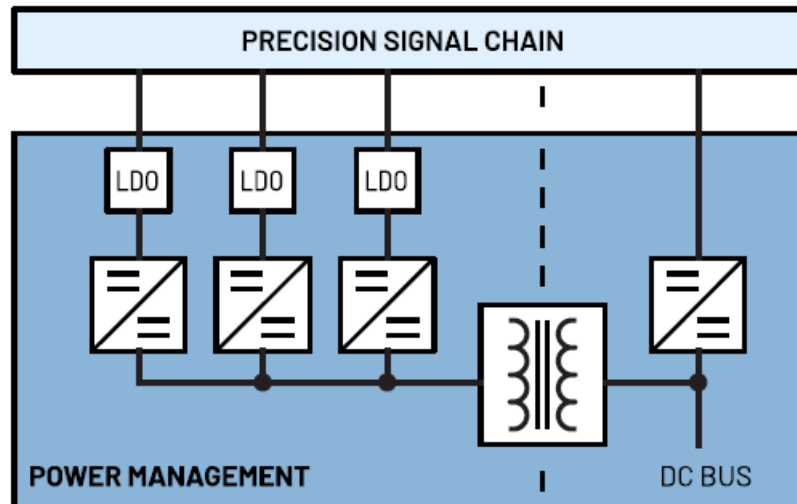 PRECISION SIGNAL CHAIN
LDO LDO LDO
POWER MANAGEMENT DC BUS